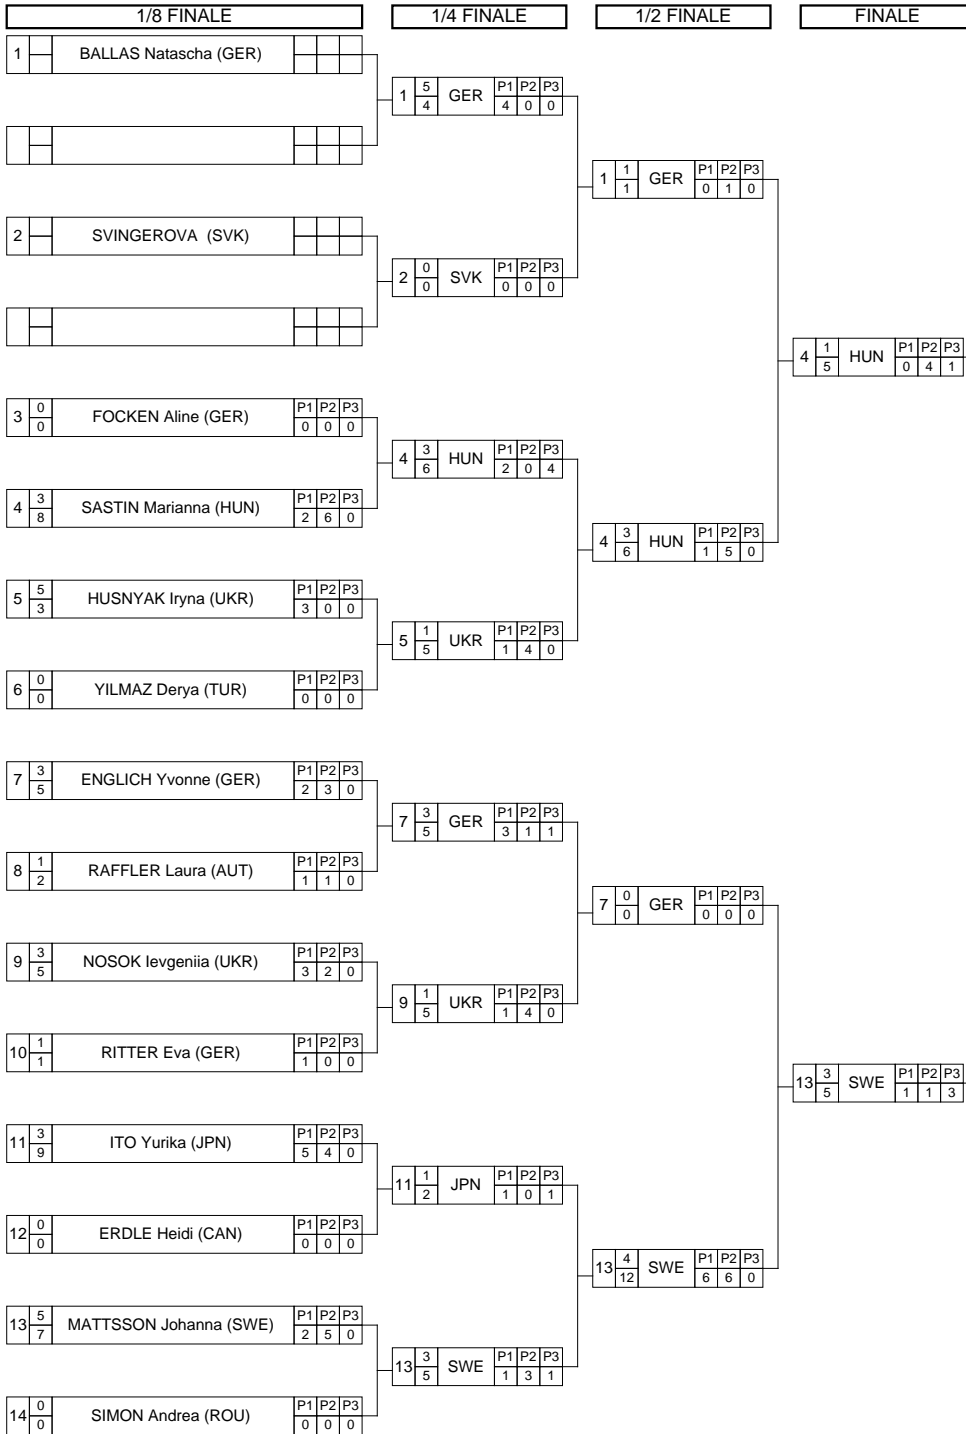 1/8 FINALE 1/4 FINALE 1/2 FINALE FINALE
1 BALLAS Natascha (GER)
5 P1 P2 P3
1 GER
4 4 0 0
1 P1 P2 P3
1 GER
1 0 1 0
2 SVINGEROVA (SVK)
0 P1 P2 P3
2 SVK
0 0 0 0
1 P1 P2 P3
4 HUN
5 0 4 1
0 P1 P2 P3
3 FOCKEN Aline (GER)
0 0 0 0
3 P1 P2 P3
4 HUN
6 2 0 4
3 P1 P2 P3
4 SASTIN Marianna (HUN)
8 2 6 0
3 P1 P2 P3
4 HUN
6 1 5 0
5 P1 P2 P3
5 HUSNYAK Iryna (UKR)
3 3 0 0
1 P1 P2 P3
5 UKR
5 1 4 0
0 P1 P2 P3
6 YILMAZ Derya (TUR)
0 0 0 0
3 P1 P2 P3
7 ENGLICH Yvonne (GER)
5 2 3 0
3 P1 P2 P3
7 GER
5 3 1 1
1 P1 P2 P3
8 RAFFLER Laura (AUT)
2 1 1 0
0 P1 P2 P3
7 GER
0 0 0 0
3 P1 P2 P3
9 NOSOK Ievgeniia (UKR)
5 3 2 0
1 P1 P2 P3
9 UKR
5 1 4 0
1 P1 P2 P3
10 RITTER Eva (GER)
1 1 0 0
3 P1 P2 P3
13 SWE
5 1 1 3
3 P1 P2 P3
11 ITO Yurika (JPN)
9 5 4 0
1 P1 P2 P3
11 JPN
2 1 0 1
0 P1 P2 P3
12 ERDLE Heidi (CAN)
0 0 0 0
4 P1 P2 P3
13 SWE
12 6 6 0
5 P1 P2 P3
13 MATTSSON Johanna (SWE)
7 2 5 0
3 P1 P2 P3
13 SWE
5 1 3 1
0 P1 P2 P3
14 SIMON Andrea (ROU)
0 0 0 0